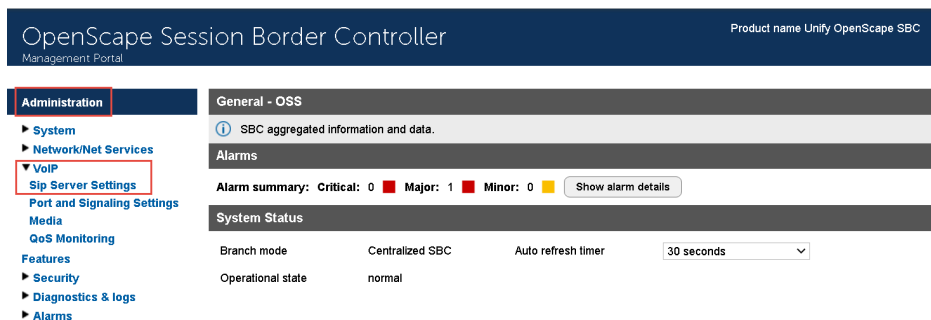 OpenScape Session Border Controller
Management Portal
Product name Unify OpenScape SBC
Administration
System
Network/Net Services
VoIP
Sip Server Settings
Port and Signaling Settings
Media
QoS Monitoring
Features
Security
Diagnostics & logs
Alarms
General - OSS
SBC aggregated information and data.
Alarms
Alarm summary: Critical: 0 Major: 1 Minor: 0 Show alarm details
System Status
Branch mode Centralized SBC Auto refresh timer 30 seconds
Operational state normal